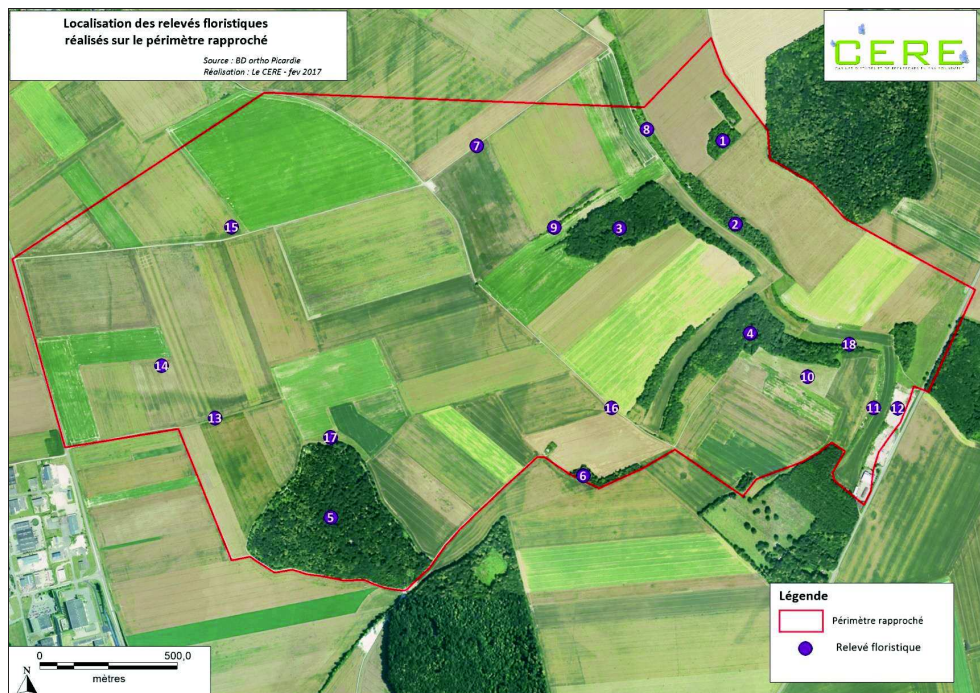 Localisation des relevés floristiques
réalisés sur le périmètre rapproché
Source : BD ortho Picardie
Réalisation : Le CERE - fev 2017
CERE
1
8
7
2
9
3
15
4
18
14
10
16
11
12
13
17
6
5
Légende
Périmètre rapproché
Relevé floristique
0
500,0
mètres
N